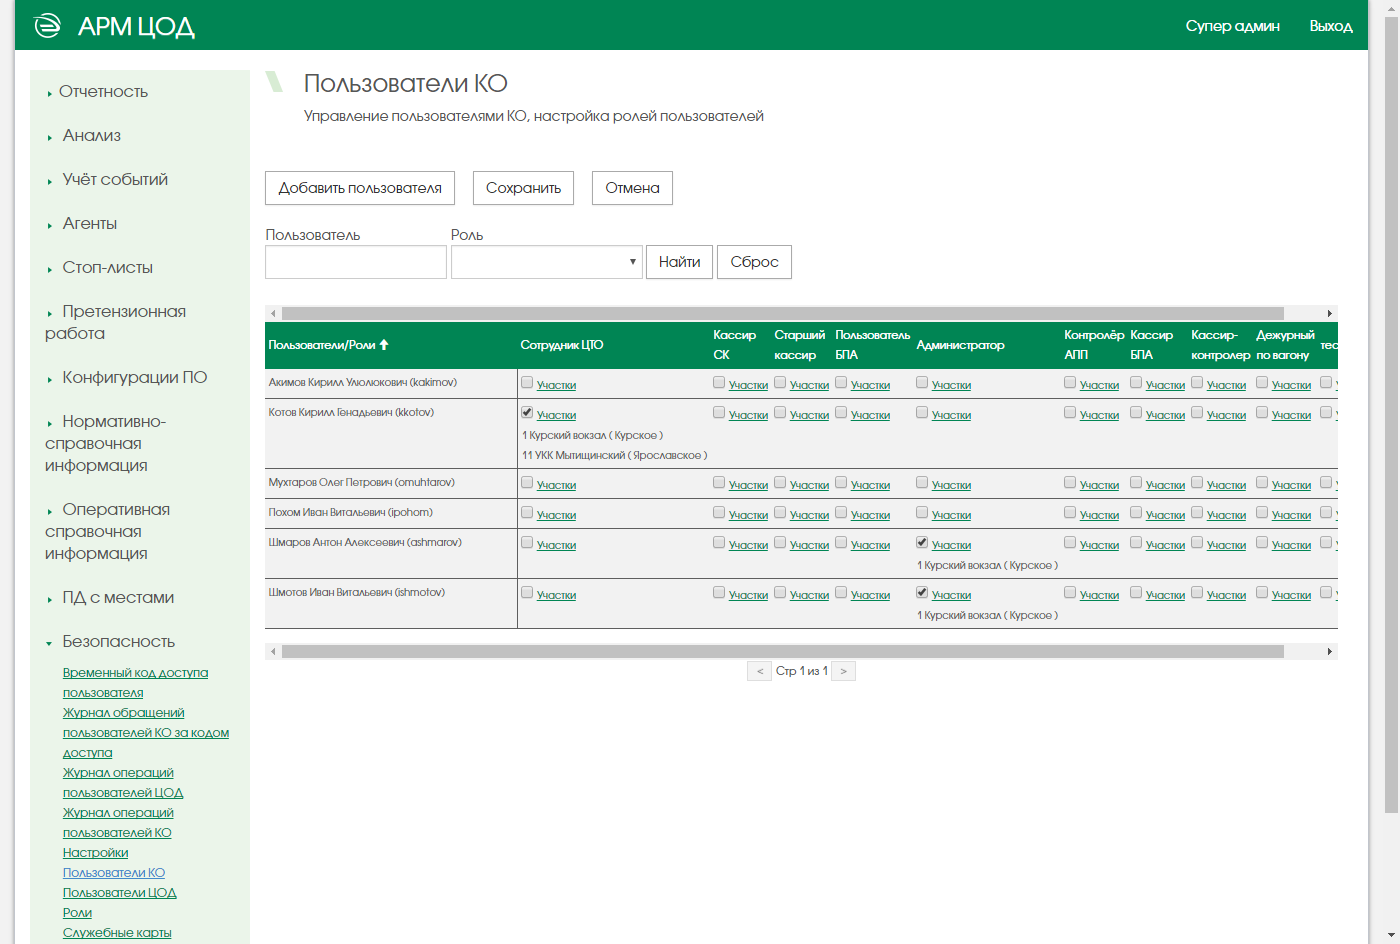 АРМ ЦОД
Супер админ Выход
Отчетность
Анализ
Учёт событий
Агенты
Стоп-листы
Претензионная
работа
Конфигурации ПО
Нормативно-
справочная
информация
Оперативная
справочная
информация
ПД с местами
Безопасность
Временный код доступа
пользователя
Журнал обращений
пользователей КО за кодом
доступа
Журнал операций
пользователей ЦОД
Журнал операций
пользователей КО
Настройки
Пользователи КО
Пользователи ЦОД
Роли
Служебные карты
Пользователи КО
Управление пользователями КО, настройка ролей пользователей
Добавить пользователя Сохранить Отмена
Пользователь Роль
Найти Сброс
Кассир Старший Пользователь Контролёр Кассир Кассир- Дежурный
Пользователи/Роли Сотрудник ЦТО Администратор тес
СК кассир БПА АПП БПА контролер по вагону
Акимов Кирилл Улюлюкович (kakimov) Участки Участки Участки Участки Участки Участки Участки Участки Участки
Котов Кирилл Генадьевич (kkotov) Участки Участки Участки Участки Участки Участки Участки Участки Участки
1 Курский вокзал ( Курское )
11 УКК Мытищинский ( Ярославское )
Мухтаров Олег Петрович (omuhtarov) Участки Участки Участки Участки Участки Участки Участки Участки Участки
Похом Иван Витальевич (ipohom) Участки Участки Участки Участки Участки Участки Участки Участки Участки
Шмаров Антон Алексеевич (ashmarov) Участки Участки Участки Участки Участки Участки Участки Участки Участки
1 Курский вокзал ( Курское )
Шмотов Иван Витальевич (ishmotov) Участки Участки Участки Участки Участки Участки Участки Участки Участки
1 Курский вокзал ( Курское )
< Стр 1 из 1 >